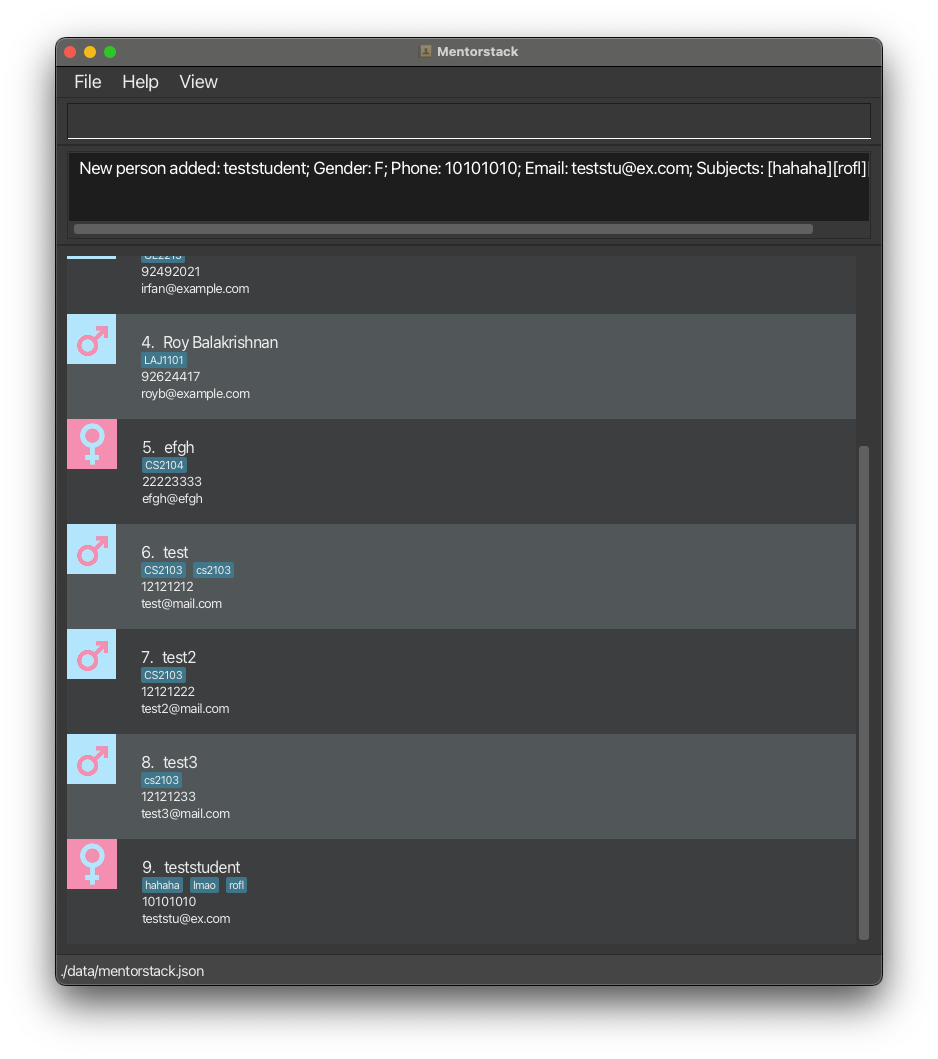 Mentorstack
File Help View
New person added: teststudent; Gender: F; Phone: 10101010; Email: teststu@ex.com; Subjects: [hahaha][rofl]
92492021
irfan@example.com
4. Roy Balakrishnan
LAJ1101
92624417
royb@example.com
5. efgh
CS2104
22223333
efgh@efgh
6. test
CS2103 cs2103
12121212
test@mail.com
7. test2
CS2103
12121222
test2@mail.com
8. test3
cs2103
12121233
test3@mail.com
9. teststudent
hahaha lmao rofl
10101010
teststu@ex.com
./data/mentorstack.json